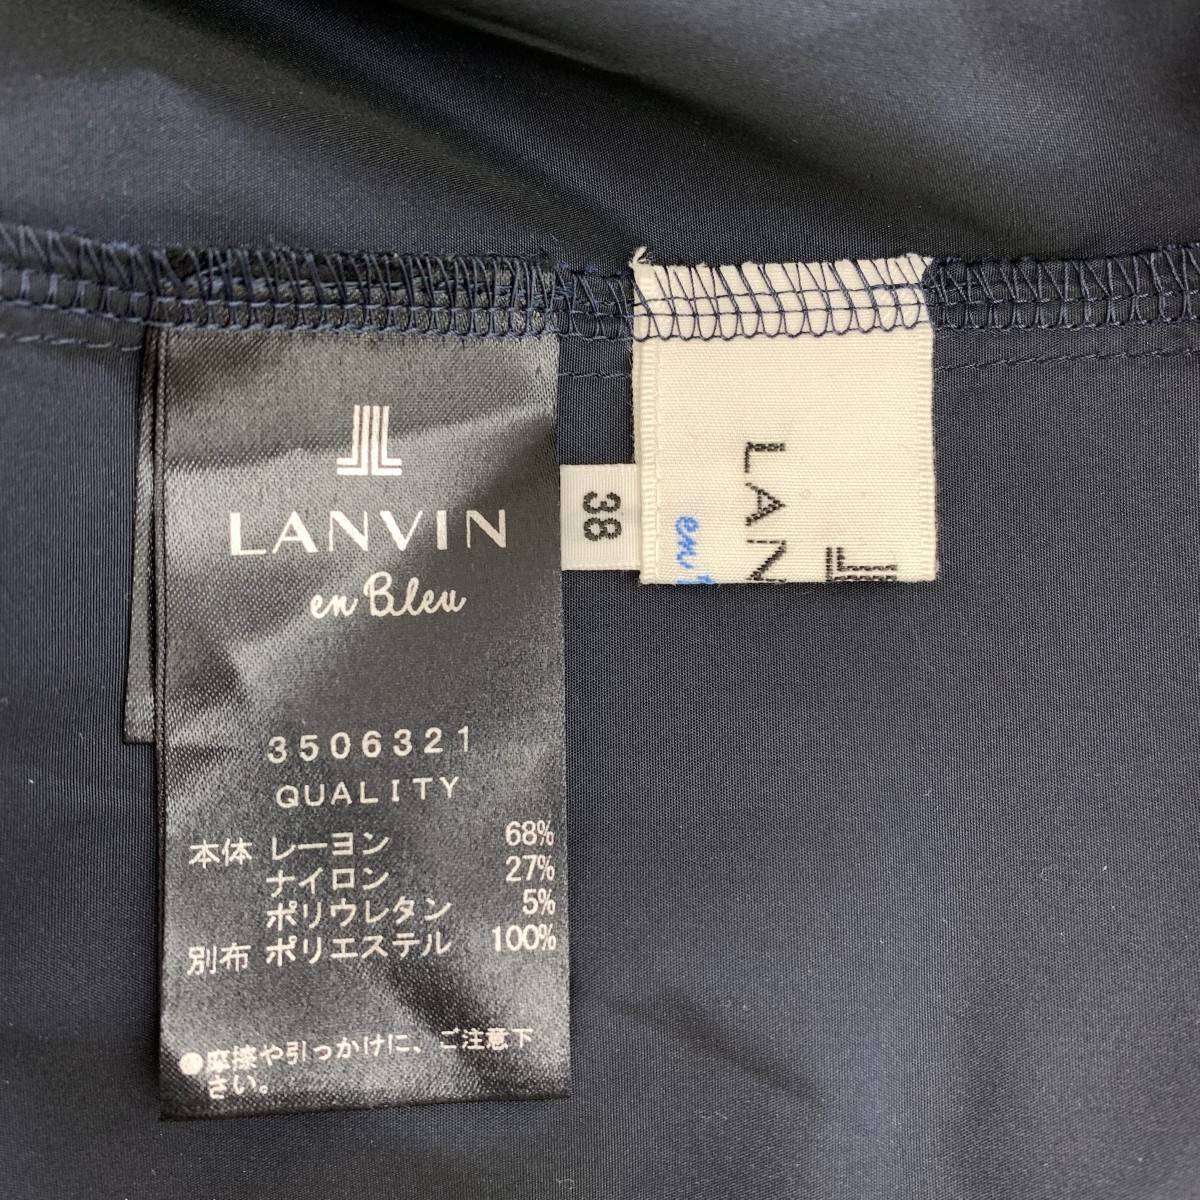 LANVIN
en Bleu
3506321
QUALITY
本体 レーヨン 68%
ナイロン 27%
ポリウレタン 5%
別布 ポリエステル 100%
●摩擦や引っかけに、ご注意下
さい。
38
LAN
en